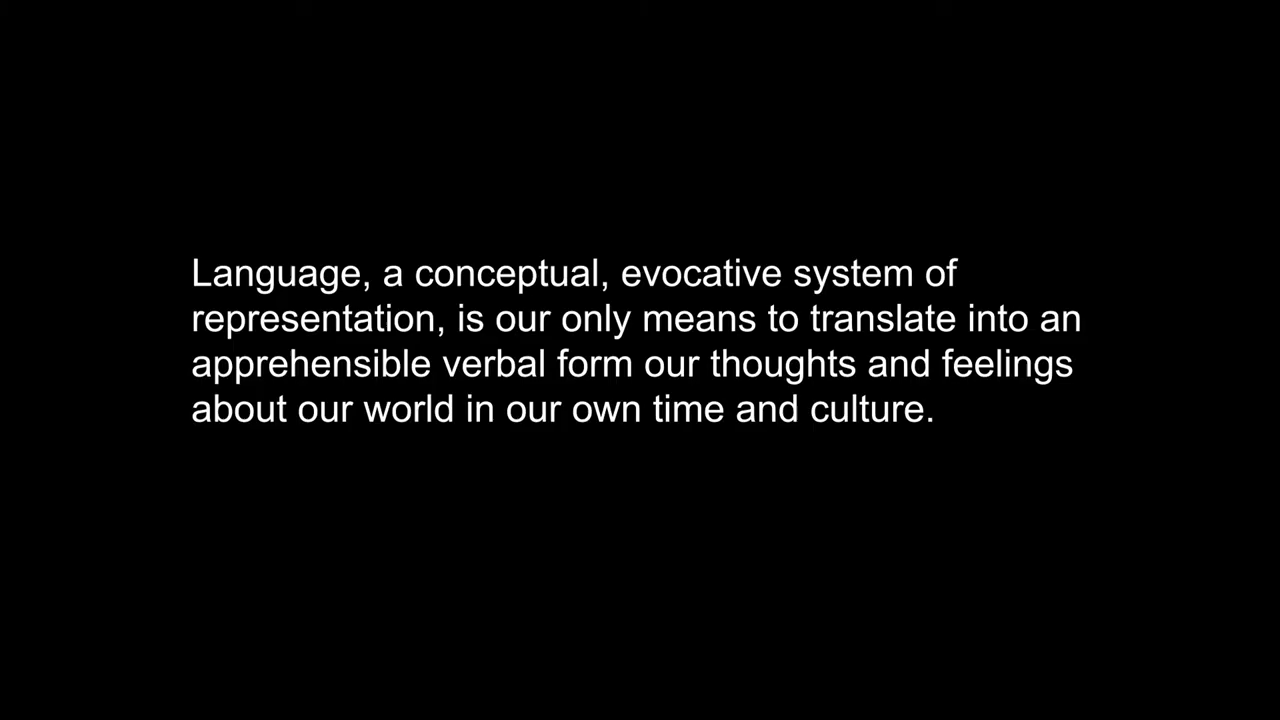 Language, a conceptual, evocative system of
representation, is our only means to translate into an
apprehensible verbal form our thoughts and feelings
about our world in our own time and culture.